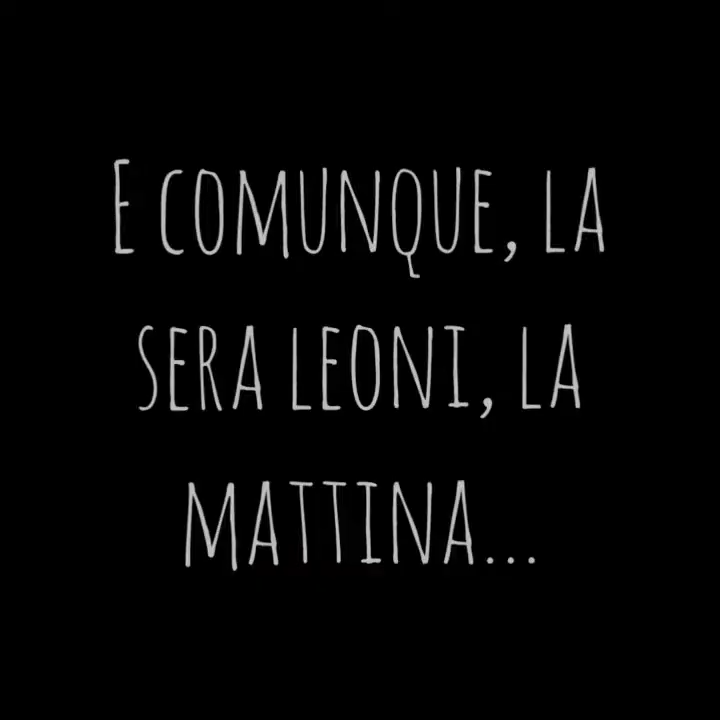 E COMUNQUE, LA
SERA LEONI, LA
MATTINA...